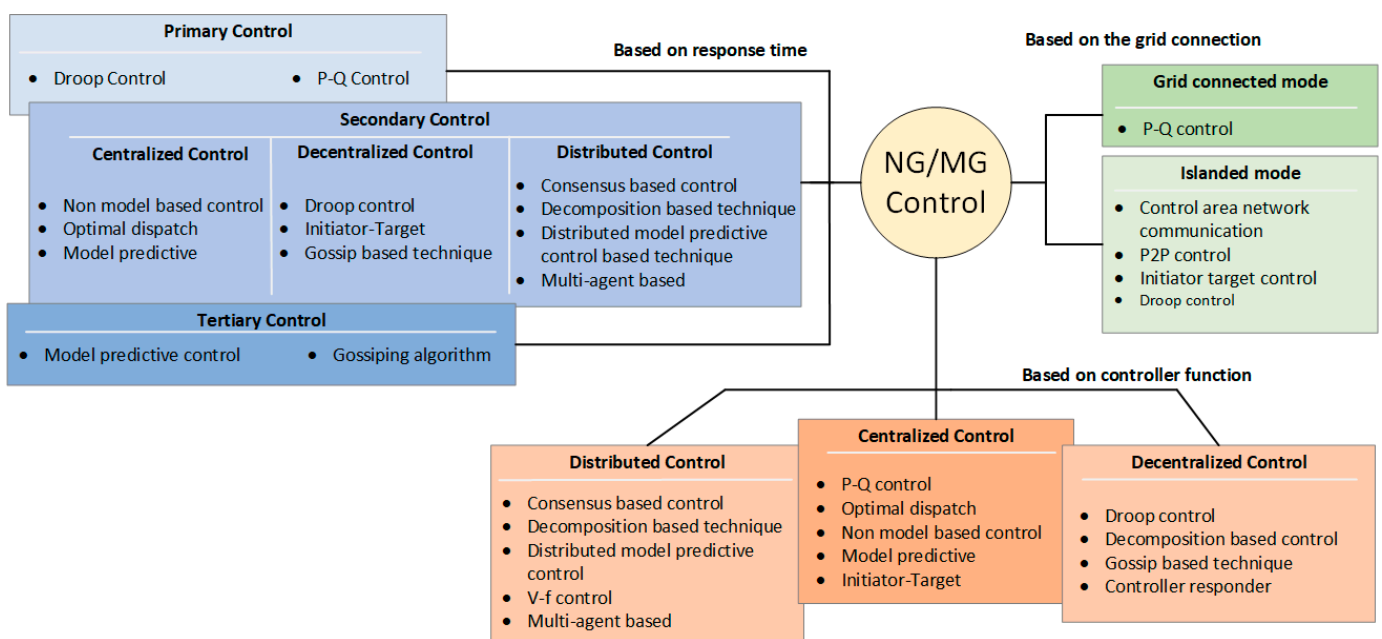 Primary Control
• Droop Control
• P-Q Control
Based on response time
Secondary Control
Centralized Control
• Non model based control
• Optimal dispatch
• Model predictive
Decentralized Control
• Droop control
• Initiator-Target
• Gossip based technique
Distributed Control
• Consensus based control
• Decomposition based technique
• Distributed model predictive
control based technique
• Multi-agent based
Tertiary Control
• Model predictive control
• Gossiping algorithm
NG/MG
Control
Based on the grid connection
Grid connected mode
• P-Q control
Islanded mode
• Control area network
communication
• P2P control
• Initiator target control
• Droop control
Based on controller function
Distributed Control
• Consensus based control
• Decomposition based technique
• Distributed model predictive
control
• V-f control
• Multi-agent based
Centralized Control
• P-Q control
• Optimal dispatch
• Non model based control
• Model predictive
• Initiator-Target
Decentralized Control
• Droop control
• Decomposition based control
• Gossip based technique
• Controller responder